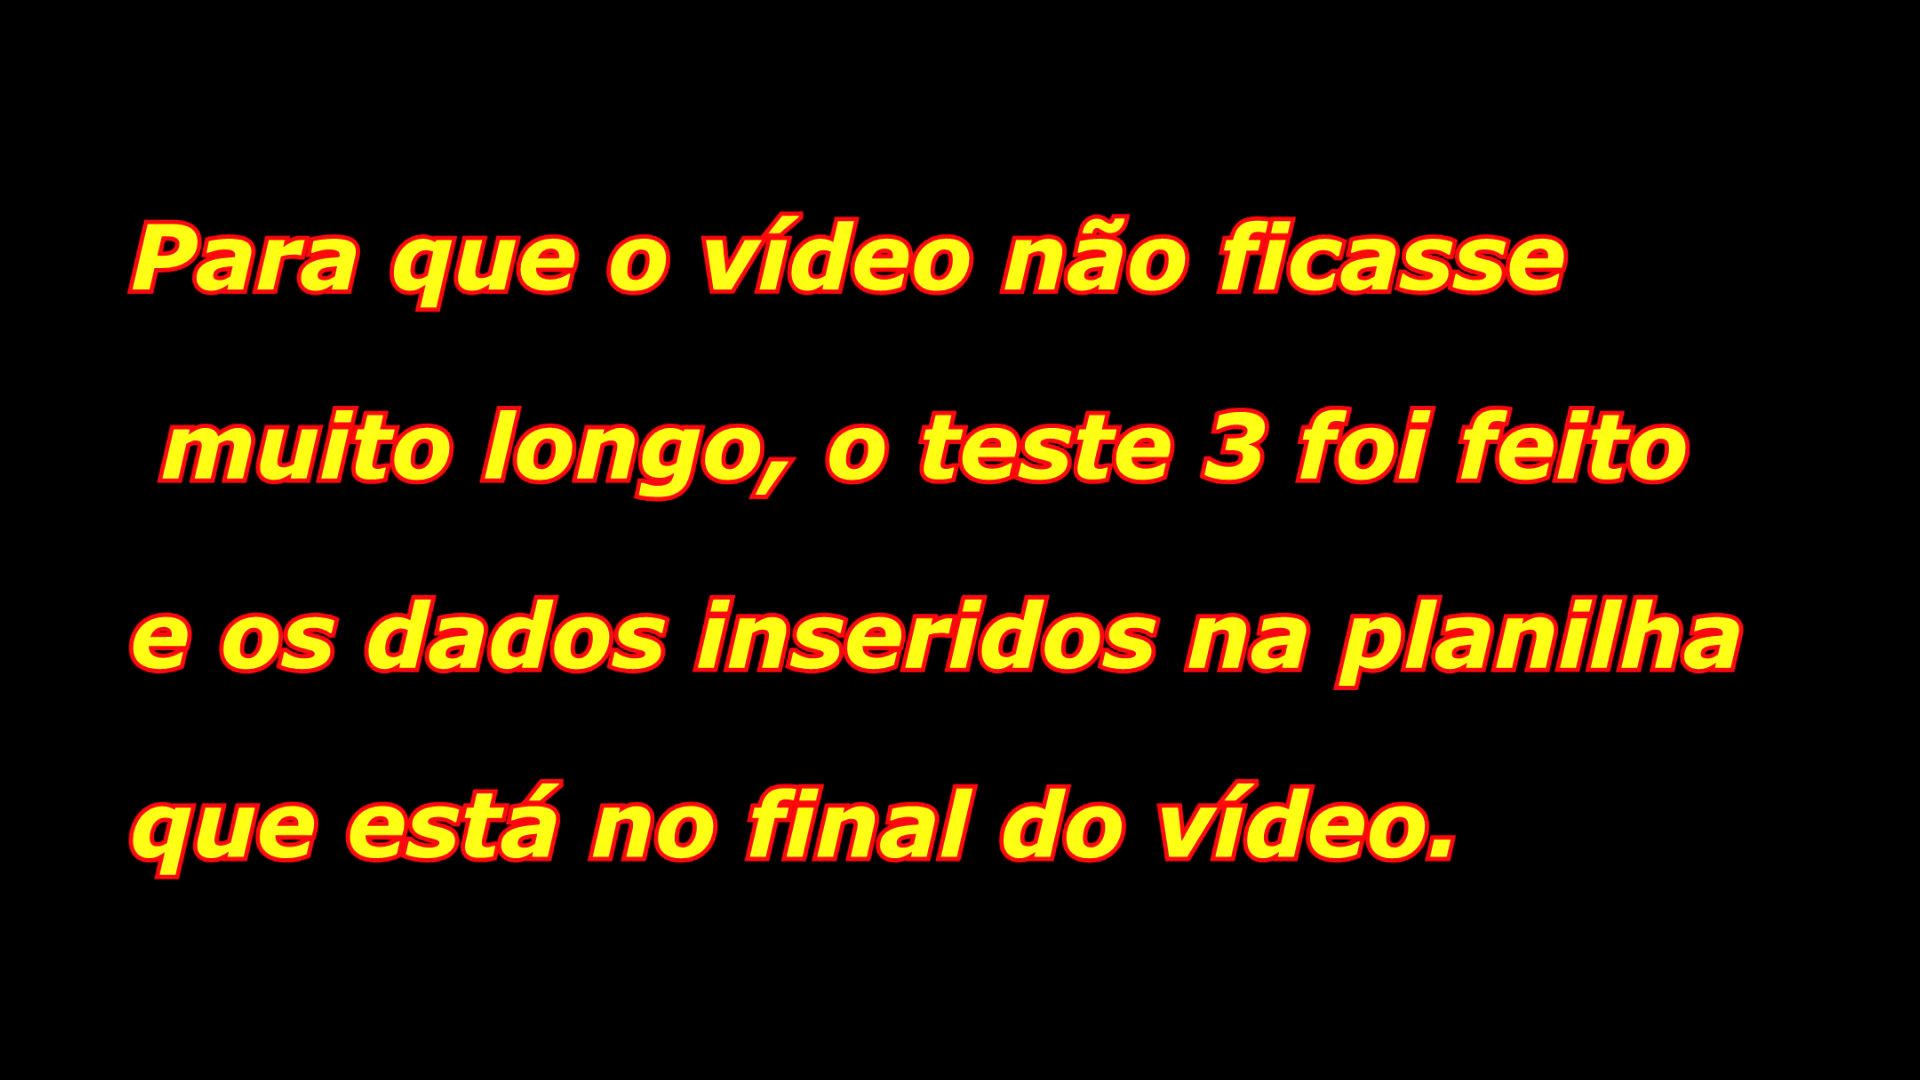 Para que o vídeo não ficasse
muito longo, o teste 3 foi feito
e os dados inseridos na planilha
que está no final do vídeo.